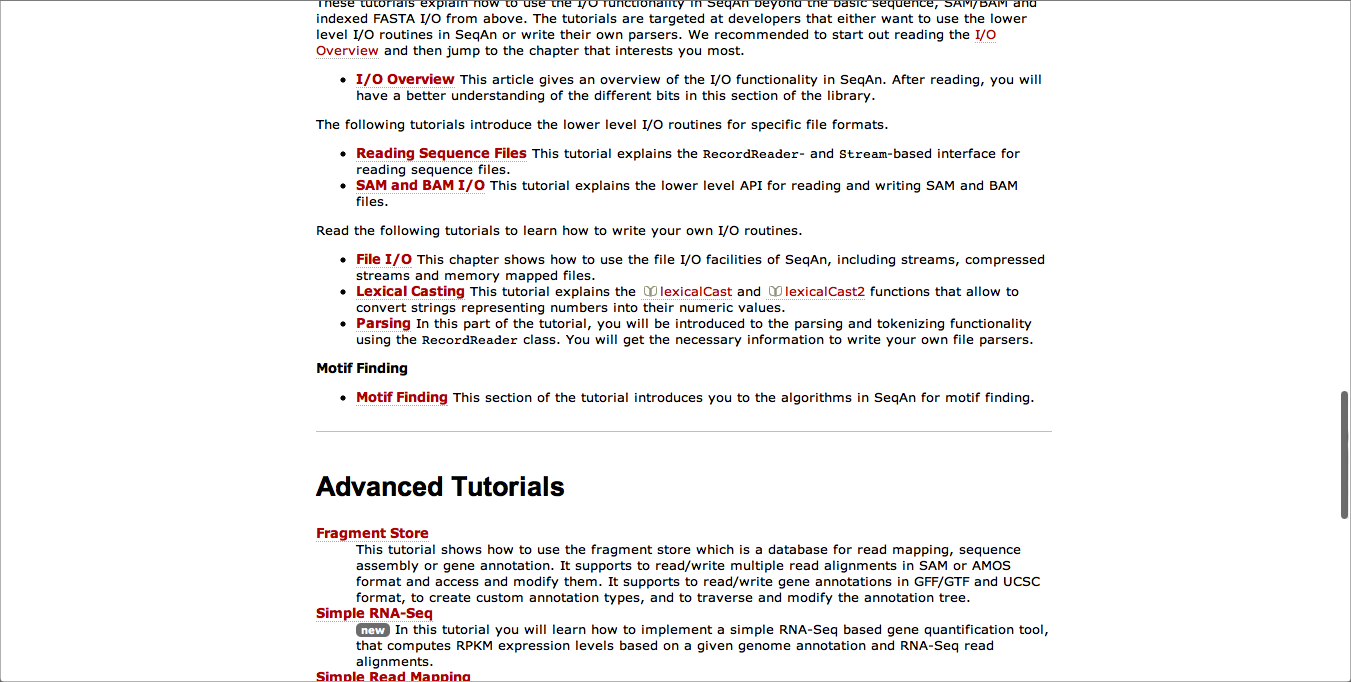 These tutorials explain how to use the I/O functionality in SeqAn beyond the basic sequence, SAM/BAM and
indexed FASTA I/O from above. The tutorials are targeted at developers that either want to use the lower
level I/O routines in SeqAn or write their own parsers. We recommended to start out reading the I/O
Overview and then jump to the chapter that interests you most.
• I/O Overview This article gives an overview of the I/O functionality in SeqAn. After reading, you will
have a better understanding of the different bits in this section of the library.
The following tutorials introduce the lower level I/O routines for specific file formats.
• Reading Sequence Files This tutorial explains the RecordReader- and Stream-based interface for
reading sequence files.
• SAM and BAM I/O This tutorial explains the lower level API for reading and writing SAM and BAM
files.
Read the following tutorials to learn how to write your own I/O routines.
• File I/O This chapter shows how to use the file I/O facilities of SeqAn, including streams, compressed
streams and memory mapped files.
• Lexical Casting This tutorial explains the lexicalCast and lexicalCast2 functions that allow to
convert strings representing numbers into their numeric values.
• Parsing In this part of the tutorial, you will be introduced to the parsing and tokenizing functionality
using the RecordReader class. You will get the necessary information to write your own file parsers.
Motif Finding
• Motif Finding This section of the tutorial introduces you to the algorithms in SeqAn for motif finding.
Advanced Tutorials
Fragment Store
This tutorial shows how to use the fragment store which is a database for read mapping, sequence
assembly or gene annotation. It supports to read/write multiple read alignments in SAM or AMOS
format and access and modify them. It supports to read/write gene annotations in GFF/GTF and UCSC
format, to create custom annotation types, and to traverse and modify the annotation tree.
Simple RNA-Seq
new In this tutorial you will learn how to implement a simple RNA-Seq based gene quantification tool,
that computes RPKM expression levels based on a given genome annotation and RNA-Seq read
alignments.
Simple Read Mapping